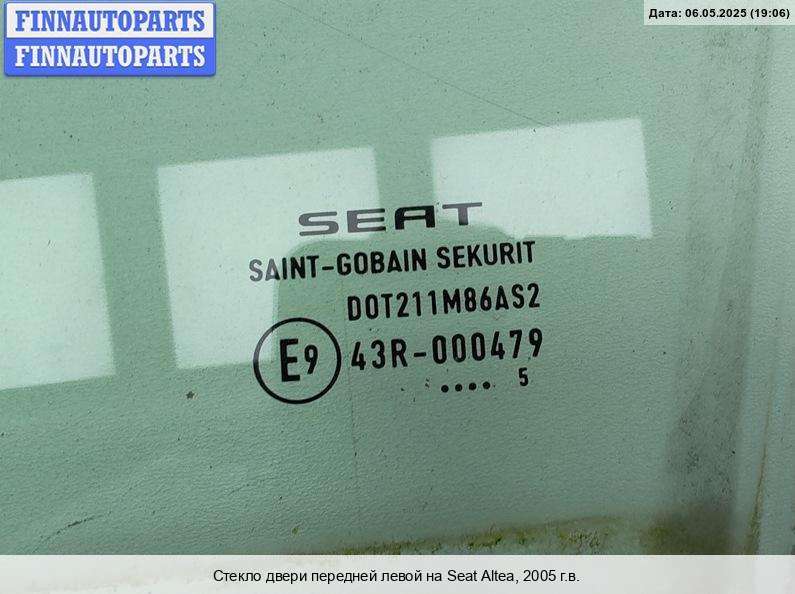 FINNAUTOPARTS
FINNAUTOPARTS
Дата: 06.05.2025 (19:06)
SEAT
SAINT-GOBAIN SEKURIT
DOT211M86AS2
E9 43R-000479
.... 5
Стекло двери передней левой на Seat Altea, 2005 г.в.